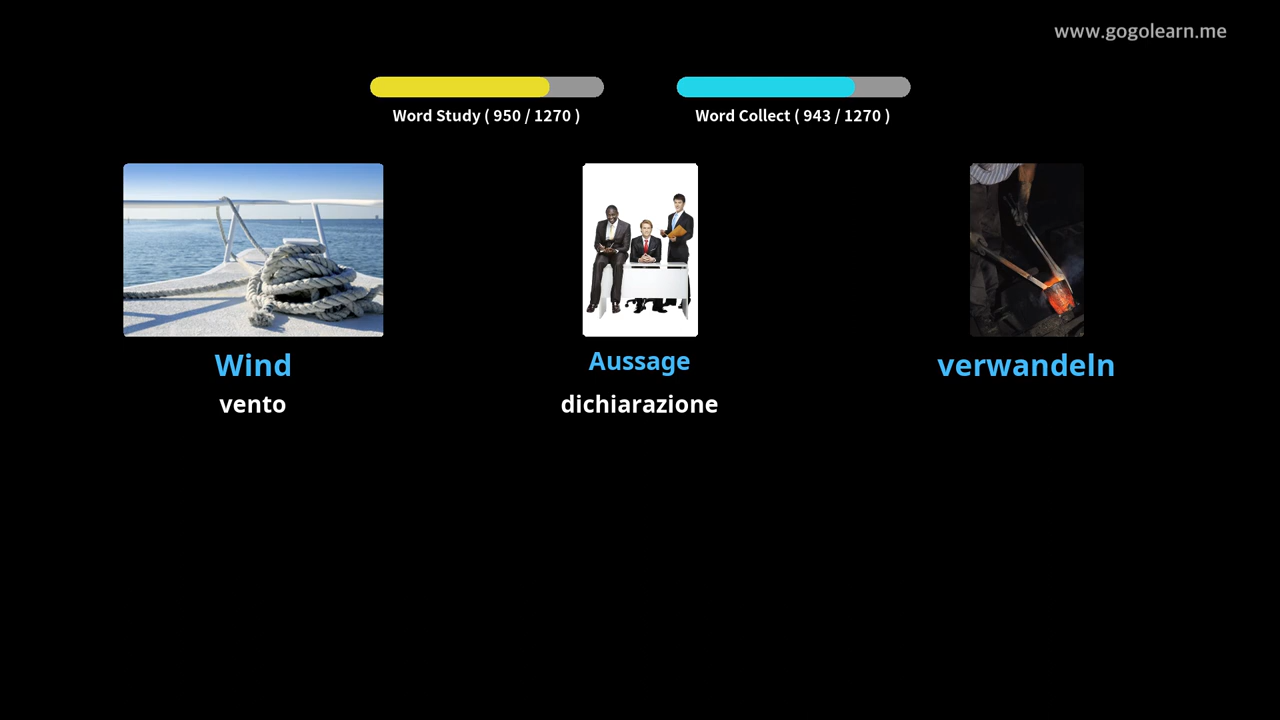 www.gogolearn.me
Word Study ( 950 / 1270 )
Word Collect ( 943 / 1270 )
Wind
Aussage
verwandeln
vento
dichiarazione